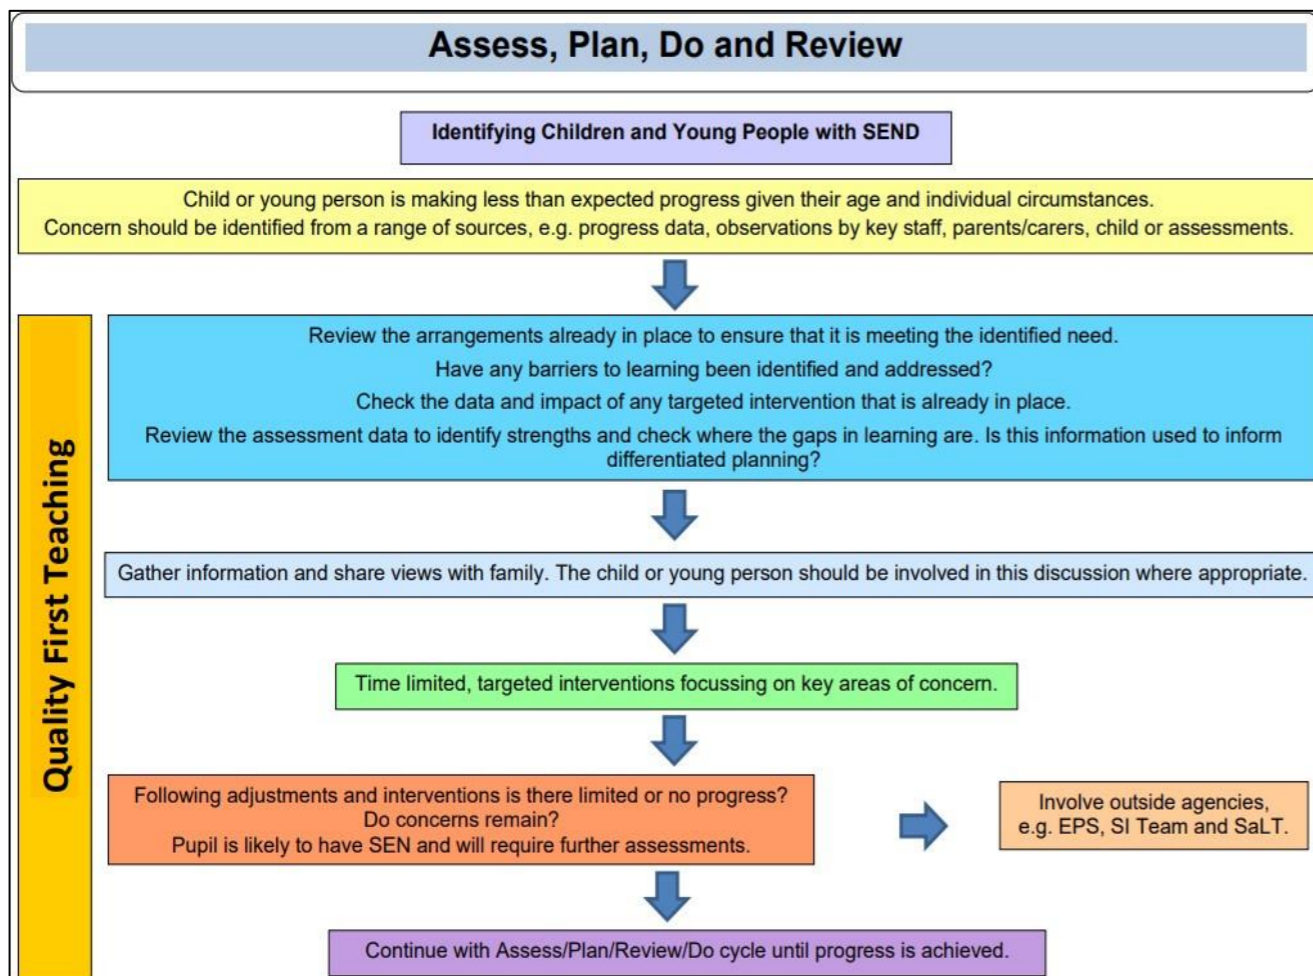 Assess, Plan, Do and Review
Identifying Children and Young People with SEND
Child or young person is making less than expected progress given their age and individual circumstances.
Concern should be identified from a range of sources, e.g. progress data, observations by key staff, parents/carers, child or assessments.
Quality First Teaching
Review the arrangements already in place to ensure that it is meeting the identified need.
Have any barriers to learning been identified and addressed?
Check the data and impact of any targeted intervention that is already in place.
Review the assessment data to identify strengths and check where the gaps in learning are. Is this information used to inform
differentiated planning?
Gather information and share views with family. The child or young person should be involved in this discussion where appropriate.
Time limited, targeted interventions focussing on key areas of concern.
Following adjustments and interventions is there limited or no progress?
Do concerns remain?
Pupil is likely to have SEN and will require further assessments.
Involve outside agencies,
e.g. EPS, SI Team and SaLT.
Continue with Assess/Plan/Review/Do cycle until progress is achieved.